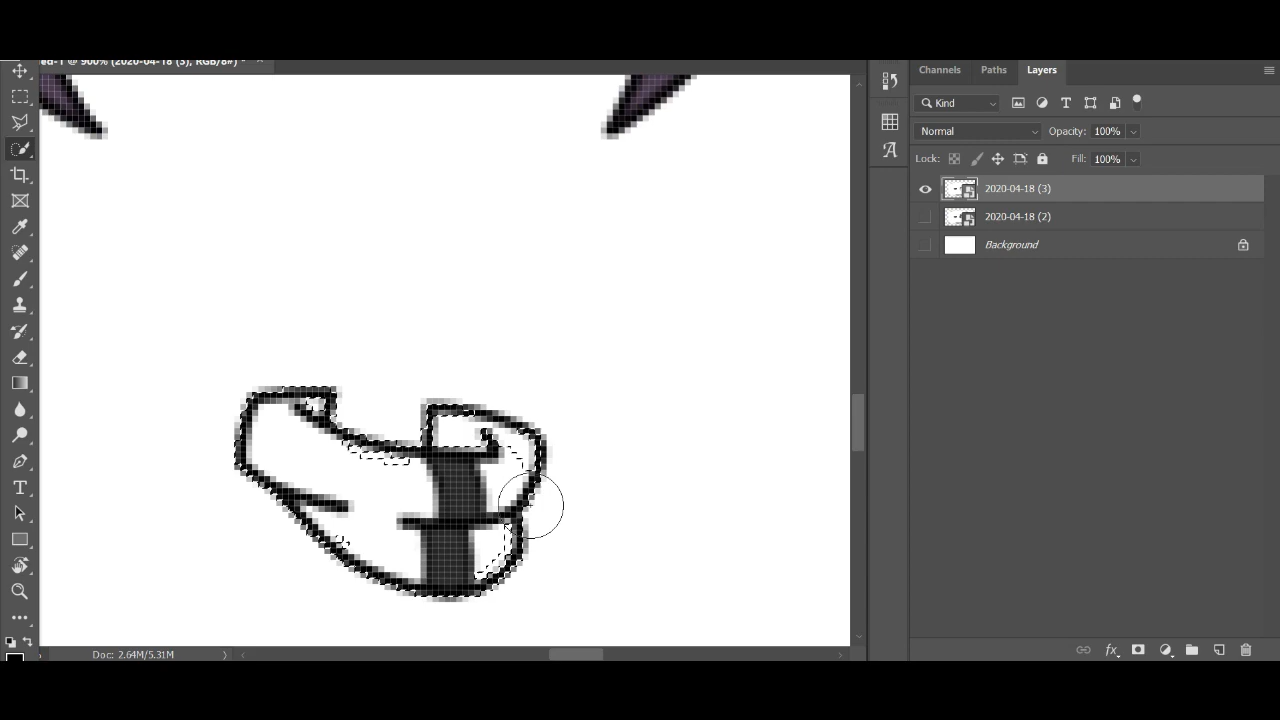 ed-1 @ 900% (2020-04-18 (3), RGB/8#) *
Channels Paths Layers
Kind
Normal Opacity: 100%
Lock: Fill: 100%
2020-04-18 (3)
2020-04-18 (2)
Background
Doc: 2.64M/5.31M
fx